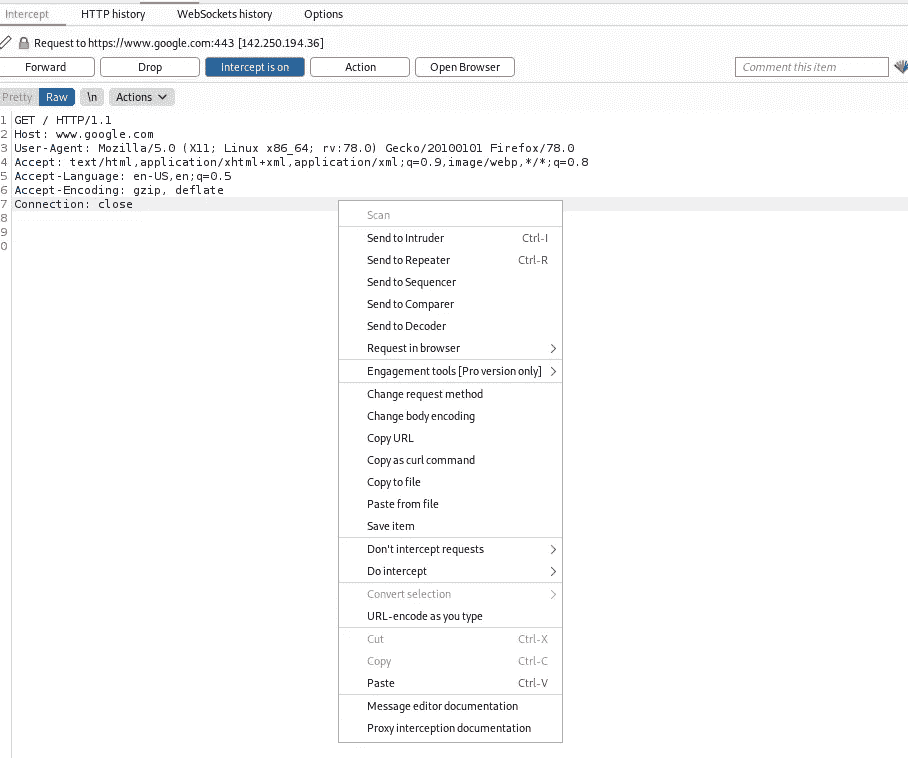 Intercept HTTP history WebSockets history Options
Request to https://www.google.com:443 [142.250.194.36]
Forward Drop Intercept is on Action Open Browser Comment this item
Pretty Raw \n Actions
1 GET / HTTP/1.1
2 Host: www.google.com
3 User-Agent: Mozilla/5.0 (X11; Linux x86_64; rv:78.0) Gecko/20100101 Firefox/78.0
4 Accept: text/html,application/xhtml+xml,application/xml;q=0.9,image/webp,*/*;q=0.8
5 Accept-Language: en-US,en;q=0.5
6 Accept-Encoding: gzip, deflate
7 Connection: close
8
9
0
Scan
Send to Intruder Ctrl-I
Send to Repeater Ctrl-R
Send to Sequencer
Send to Comparer
Send to Decoder
Request in browser
Engagement tools [Pro version only]
Change request method
Change body encoding
Copy URL
Copy as curl command
Copy to file
Paste from file
Save item
Don't intercept requests
Do intercept
Convert selection
URL-encode as you type
Cut Ctrl-X
Copy Ctrl-C
Paste Ctrl-V
Message editor documentation
Proxy interception documentation